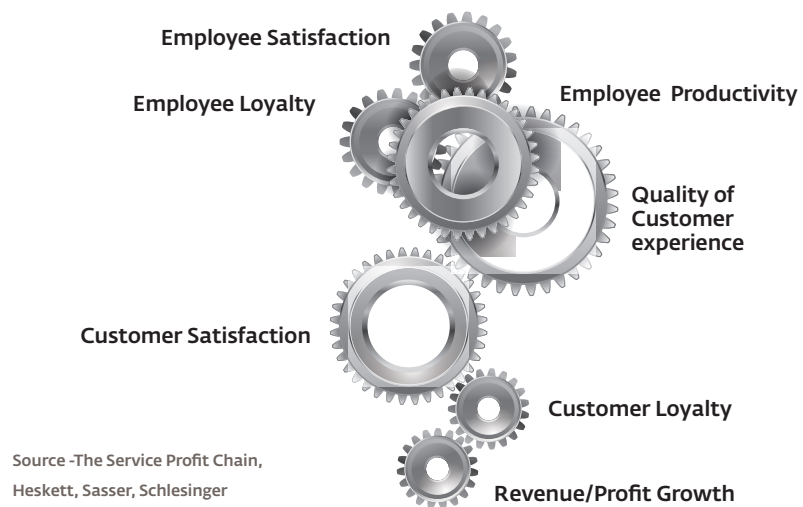 Employee Satisfaction
Employee Loyalty
Employee Productivity
Quality of
Customer
experience
Customer Satisfaction
Customer Loyalty
Revenue/Profit Growth
Source -The Service Profit Chain,
Heskett, Sasser, Schlesinger